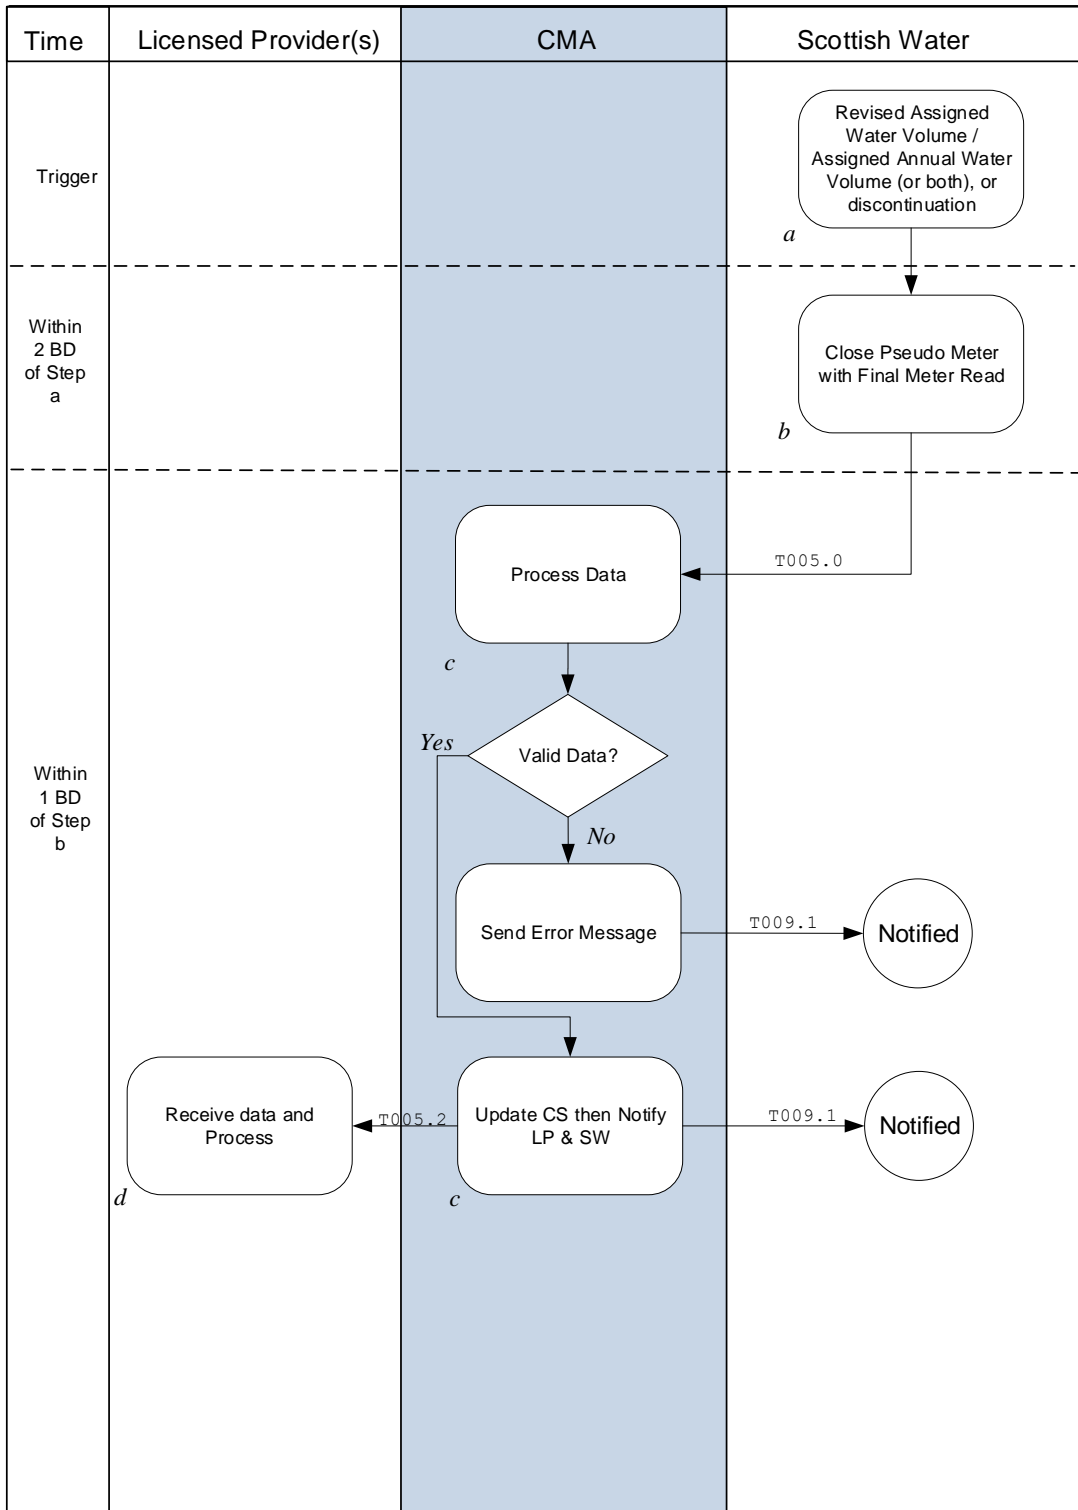 Time
Licensed Provider(s)
CMA
Scottish Water
Trigger
Revised Assigned
Water Volume /
Assigned Annual Water
Volume (or both), or
discontinuation
a
Within
2 BD
of Step
a
Close Pseudo Meter
with Final Meter Read
b
Within
1 BD
of Step
b
Process Data
T005.0
c
Valid Data?
Yes
No
Send Error Message
T009.1
Notified
Receive data and
Process
T005.2
Update CS then Notify
LP & SW
T009.1
Notified
d
c